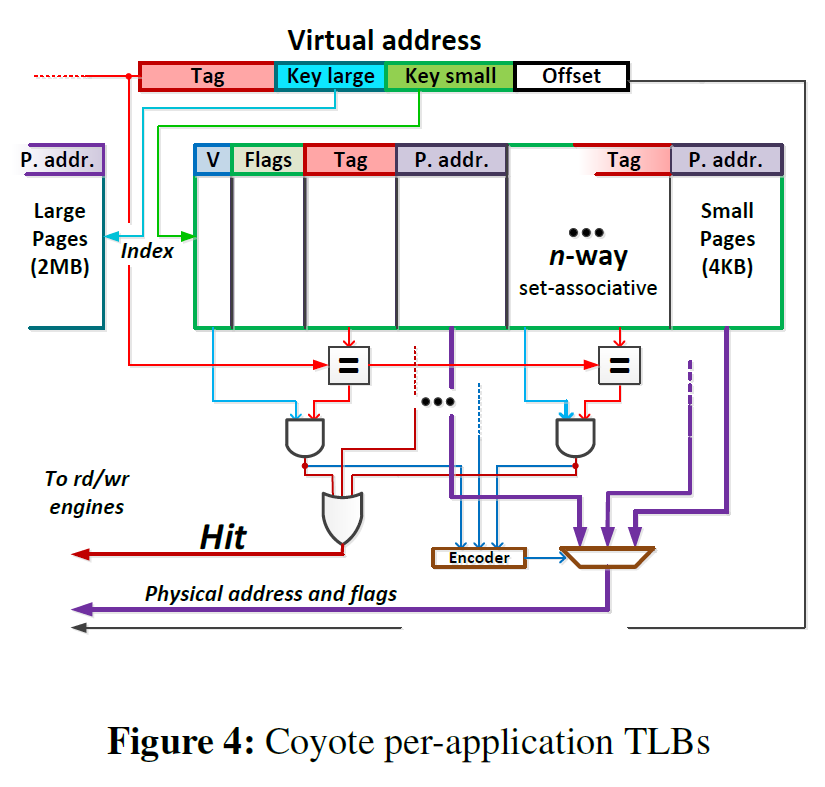 Virtual address
Tag Key large Key small Offset
P. addr. V Flags Tag P. addr. Tag P. addr.
Large
Pages
(2MB)
Index
•••
n-way
set-associative
Small
Pages
(4KB)
= =
•••
To rd/wr
engines
Hit
Encoder
Physical address and flags
Figure 4: Coyote per-application TLBs